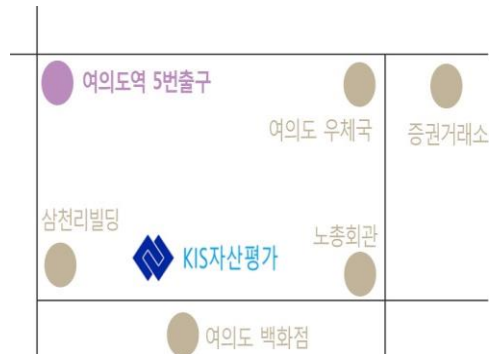 여의도역 5번출구
여의도 우체국
증권거래소
삼천리빌딩
노총회관
KIS자산평가
여의도 백화점